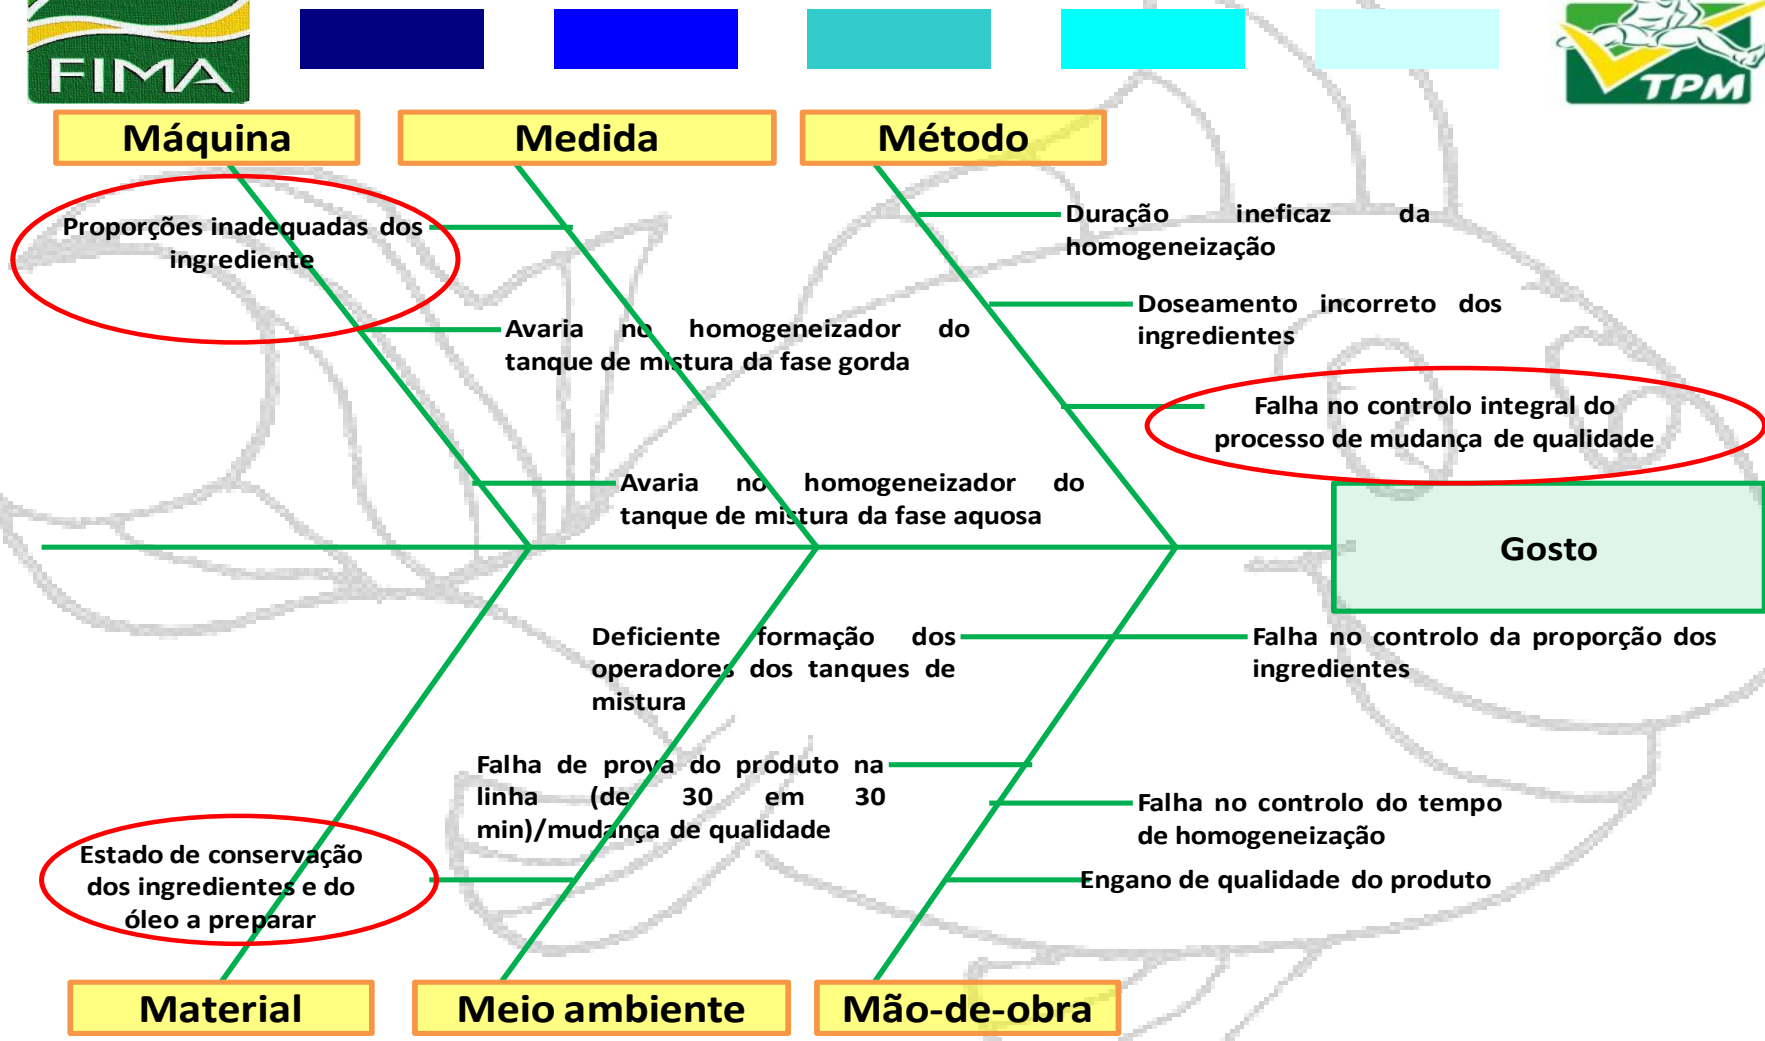 FIMA
TPM
Máquina
Medida
Método
Proporções inadequadas dos
ingrediente
Duração ineficaz da
homogeneização
Avaria no homogeneizador do
tanque de mistura da fase gorda
Doseamento incorreto dos
ingredientes
Falha no controlo integral do
processo de mudança de qualidade
Avaria no homogeneizador do
tanque de mistura da fase aquosa
Gosto
Deficiente formação dos
operadores dos tanques de
mistura
Falha no controlo da proporção dos
ingredientes
Falha de prova do produto na
linha (de 30 em 30
min)/mudança de qualidade
Falha no controlo do tempo
de homogeneização
Estado de conservação
dos ingredientes e do
óleo a preparar
Engano de qualidade do produto
Material
Meio ambiente
Mão-de-obra